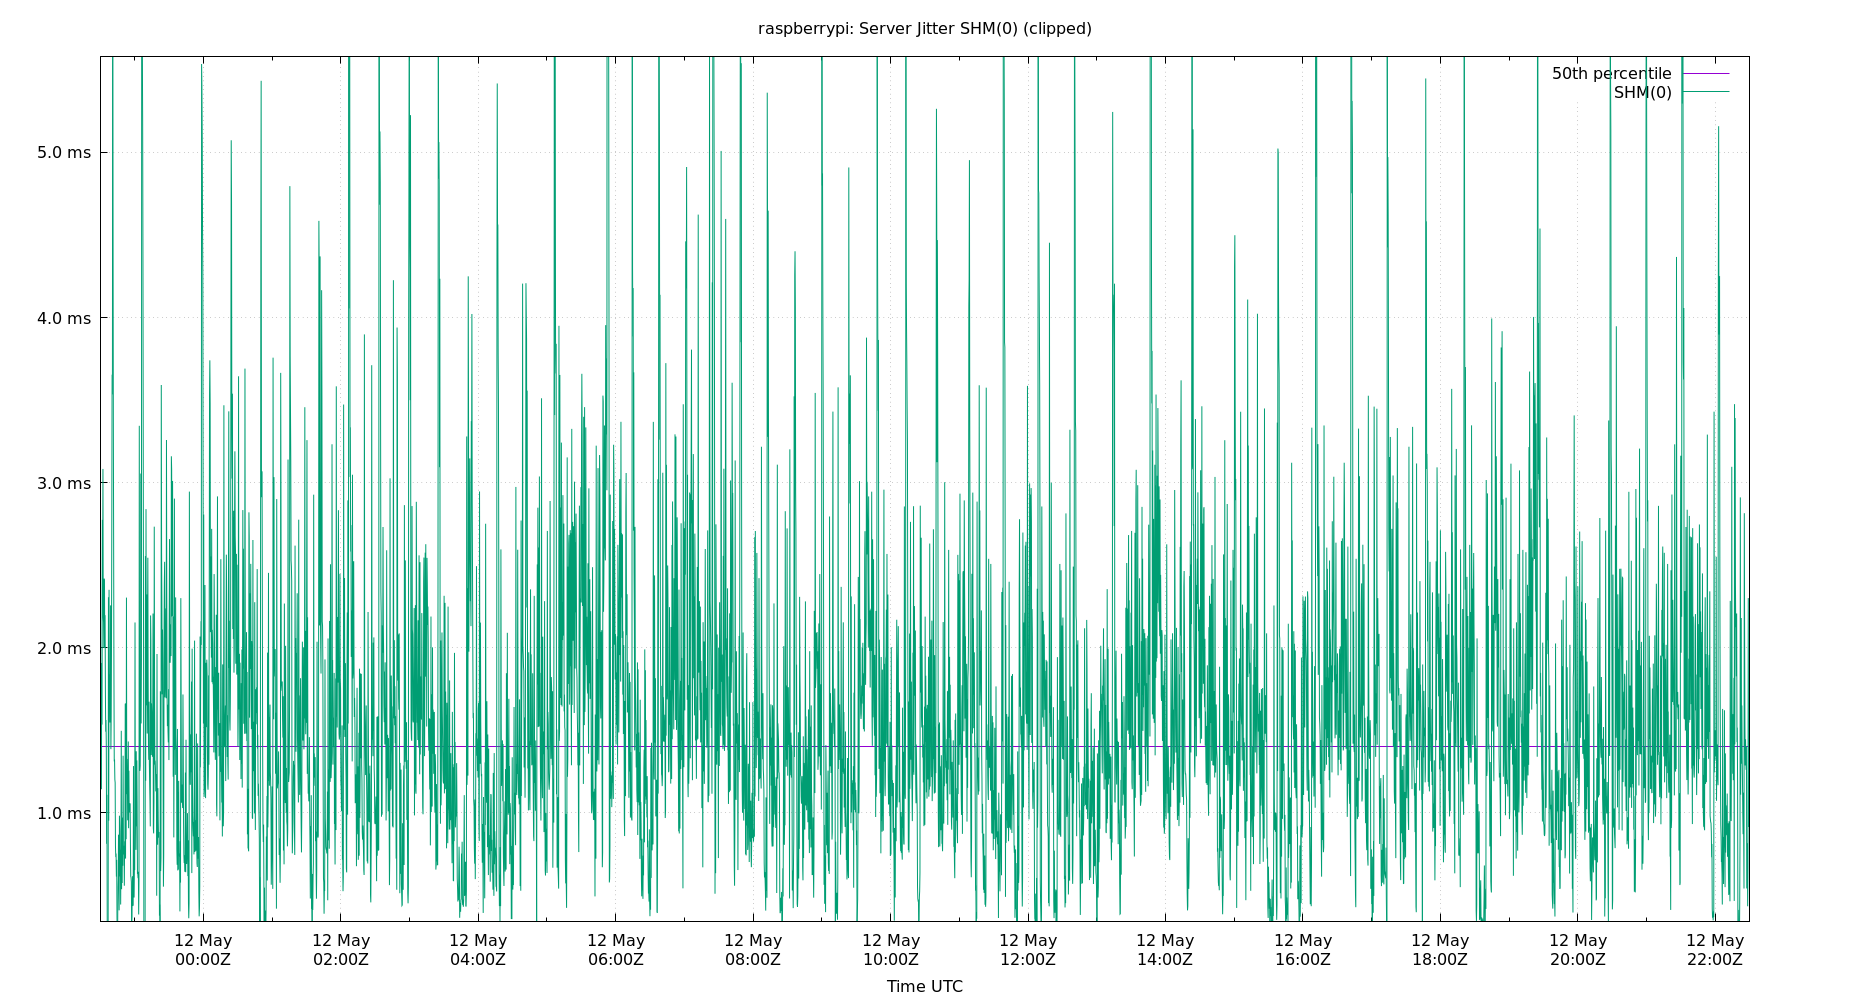 raspberrypi: Server Jitter SHM(0) (clipped)
50th percentile
SHM(0)
5.0 ms
4.0 ms
3.0 ms
2.0 ms
1.0 ms
12 May 12 May 12 May 12 May 12 May 12 May 12 May 12 May 12 May 12 May 12 May 12 May
00:00Z 02:00Z 04:00Z 06:00Z 08:00Z 10:00Z 12:00Z 14:00Z 16:00Z 18:00Z 20:00Z 22:00Z
Time UTC